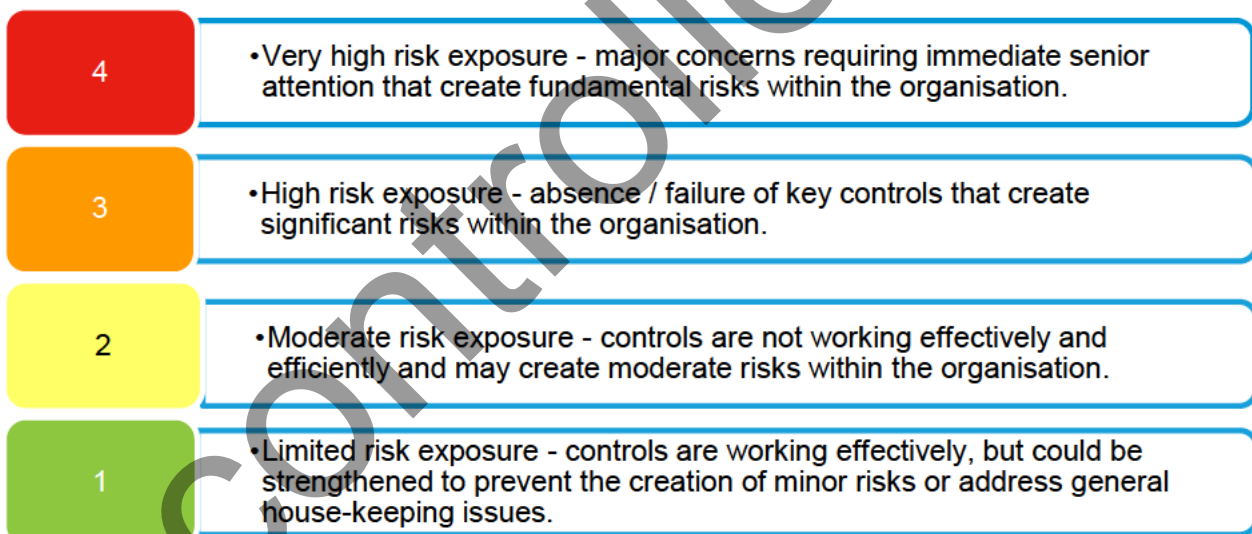 4
•Very high risk exposure - major concerns requiring immediate senior
attention that create fundamental risks within the organisation.
3
•High risk exposure - absence / failure of key controls that create
significant risks within the organisation.
2
•Moderate risk exposure - controls are not working effectively and
efficiently and may create moderate risks within the organisation.
1
•Limited risk exposure - controls are working effectively, but could be
strengthened to prevent the creation of minor risks or address general
house-keeping issues.
controlle